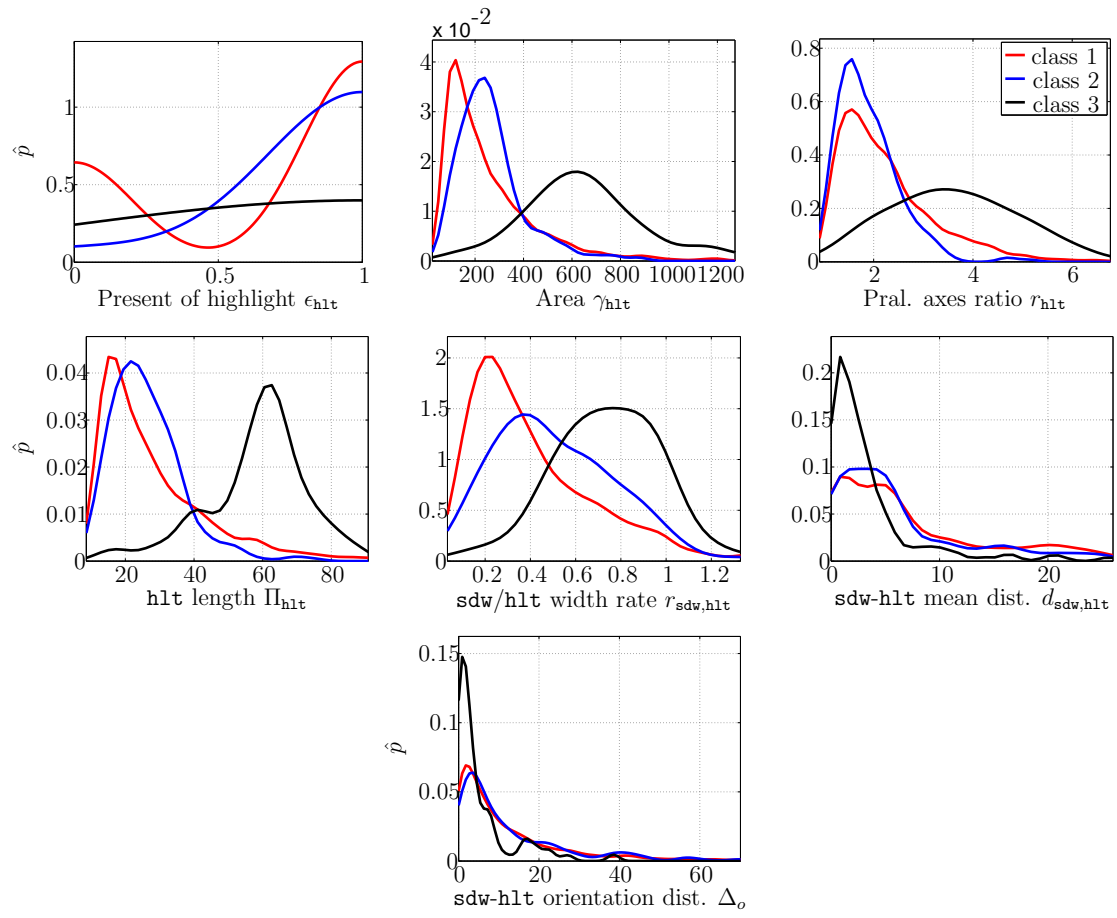 x 10-2
class 1
class 2
class 3
p̂
1
0.5
0
0 0.5 1
Present of highlight ϵhlt
4
3
2
1
0
200 400 600 800 1000 1200
Area γhlt
0.8
0.6
0.4
0.2
0
2 4 6
Pral. axes ratio rhlt
p̂
0.04
0.03
0.02
0.01
0
20 40 60 80
hlt length Πhlt
2
1.5
1
0.5
0
0.2 0.4 0.6 0.8 1 1.2
sdw/hlt width rate rsdw,hlt
0.2
0.15
0.1
0.05
0
0 10 20
sdw-hlt mean dist. dsdw,hlt
p̂
0.15
0.1
0.05
0
0 20 40 60
sdw-hlt orientation dist. Δo